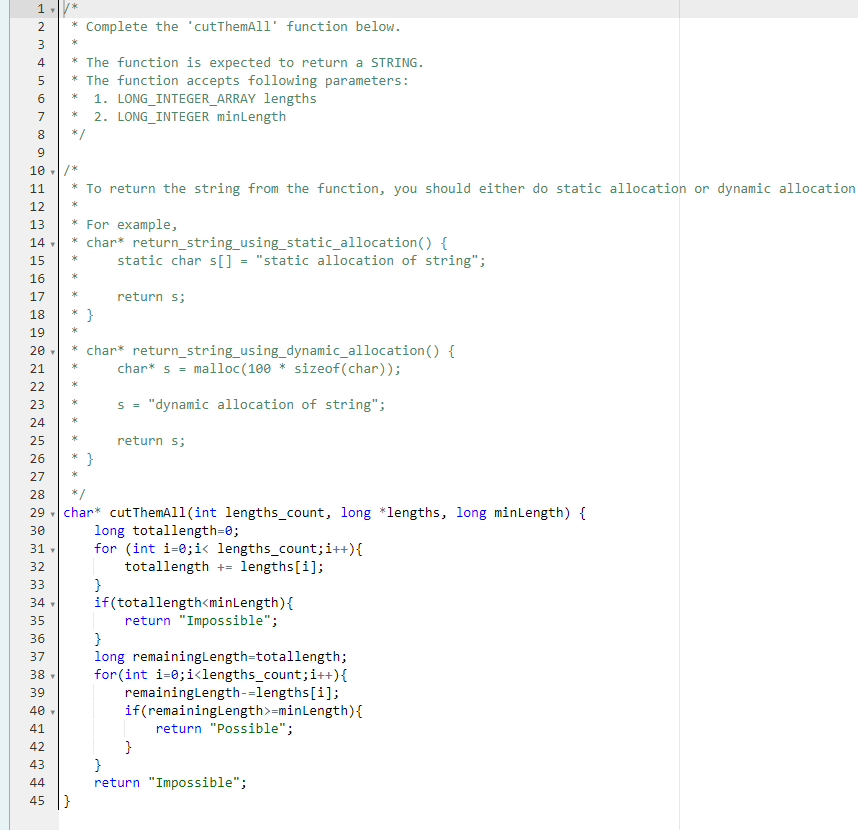 1 /*
2 * Complete the 'cutThemAll' function below.
3 *
4 * The function is expected to return a STRING.
5 * The function accepts following parameters:
6 *  1. LONG_INTEGER_ARRAY lengths
7 *  2. LONG_INTEGER minLength
8 */
9
10 /*
11 * To return the string from the function, you should either do static allocation or dynamic allocation
12 *
13 * For example,
14 * char* return_string_using_static_allocation() {
15 *     static char s[] = "static allocation of string";
16 *
17 *     return s;
18 * }
19 *
20 * char* return_string_using_dynamic_allocation() {
21 *     char* s = malloc(100 * sizeof(char));
22 *
23 *     s = "dynamic allocation of string";
24 *
25 *     return s;
26 * }
27 *
28 */
29 char* cutThemAll(int lengths_count, long *lengths, long minLength) {
30     long totallength=0;
31     for (int i=0;i< lengths_count;i++){
32         totallength += lengths[i];
33     }
34     if(totallength<minLength){
35         return "Impossible";
36     }
37     long remainingLength=totallength;
38     for(int i=0;i<lengths_count;i++){
39         remainingLength-=lengths[i];
40         if(remainingLength>=minLength){
41             return "Possible";
42         }
43     }
44     return "Impossible";
45 }